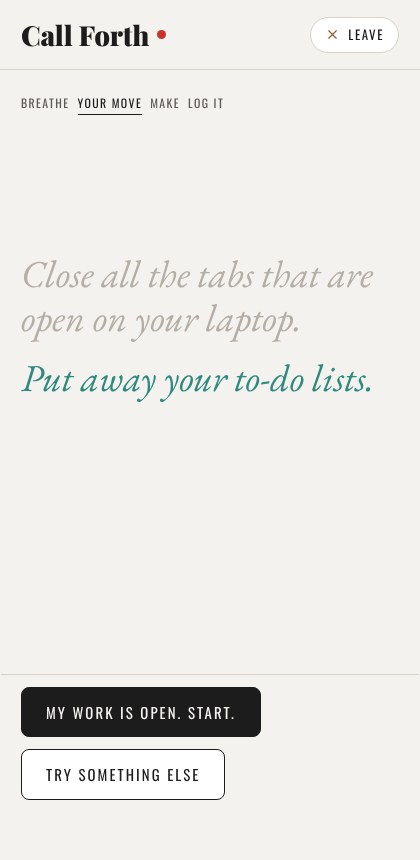 Call Forth
LEAVE
BREATHE YOUR MOVE MAKE LOG IT
Close all the tabs that are
open on your laptop.
Put away your to-do lists.
MY WORK IS OPEN. START.
TRY SOMETHING ELSE